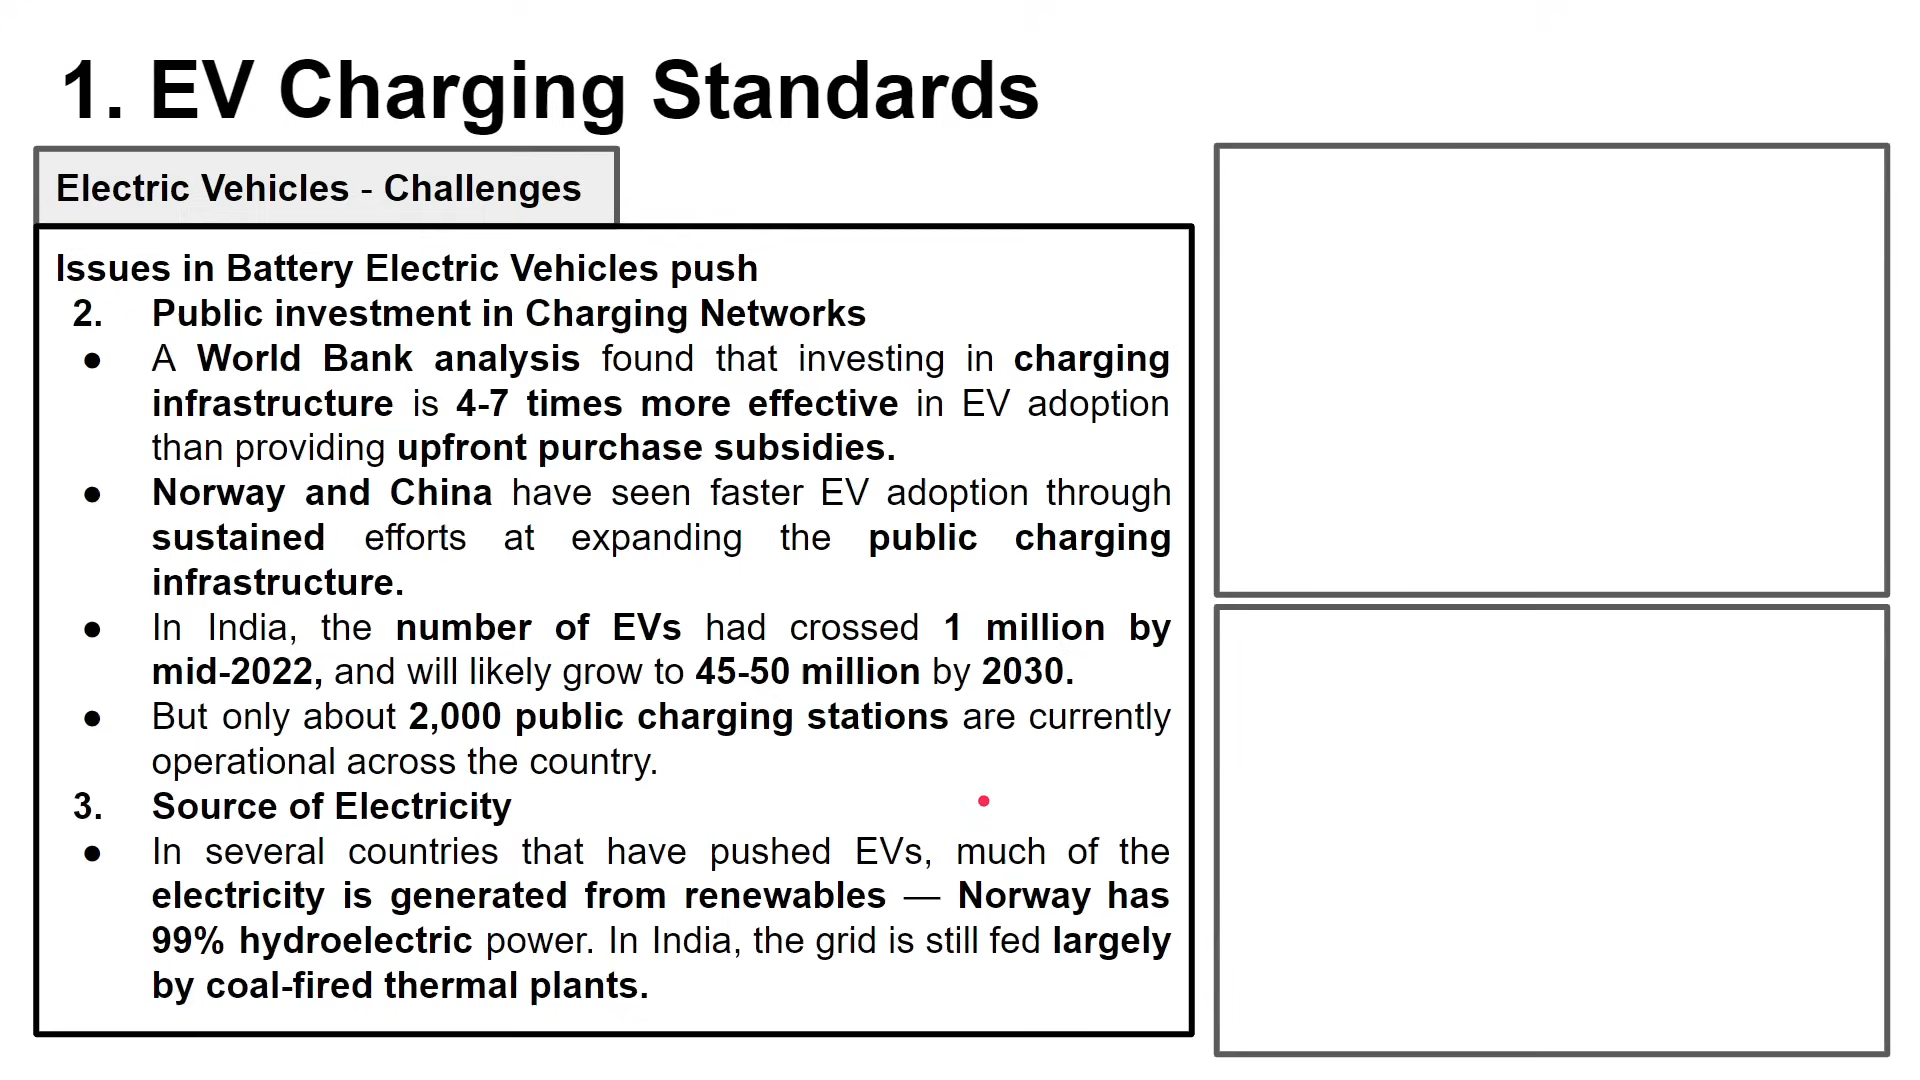 1. EV Charging Standards
Electric Vehicles - Challenges
Issues in Battery Electric Vehicles push
2. Public investment in Charging Networks
● A World Bank analysis found that investing in charging
infrastructure is 4-7 times more effective in EV adoption
than providing upfront purchase subsidies.
● Norway and China have seen faster EV adoption through
sustained efforts at expanding the public charging
infrastructure.
● In India, the number of EVs had crossed 1 million by
mid-2022, and will likely grow to 45-50 million by 2030.
● But only about 2,000 public charging stations are currently
operational across the country.
3. Source of Electricity
● In several countries that have pushed EVs, much of the
electricity is generated from renewables — Norway has
99% hydroelectric power. In India, the grid is still fed largely
by coal-fired thermal plants.